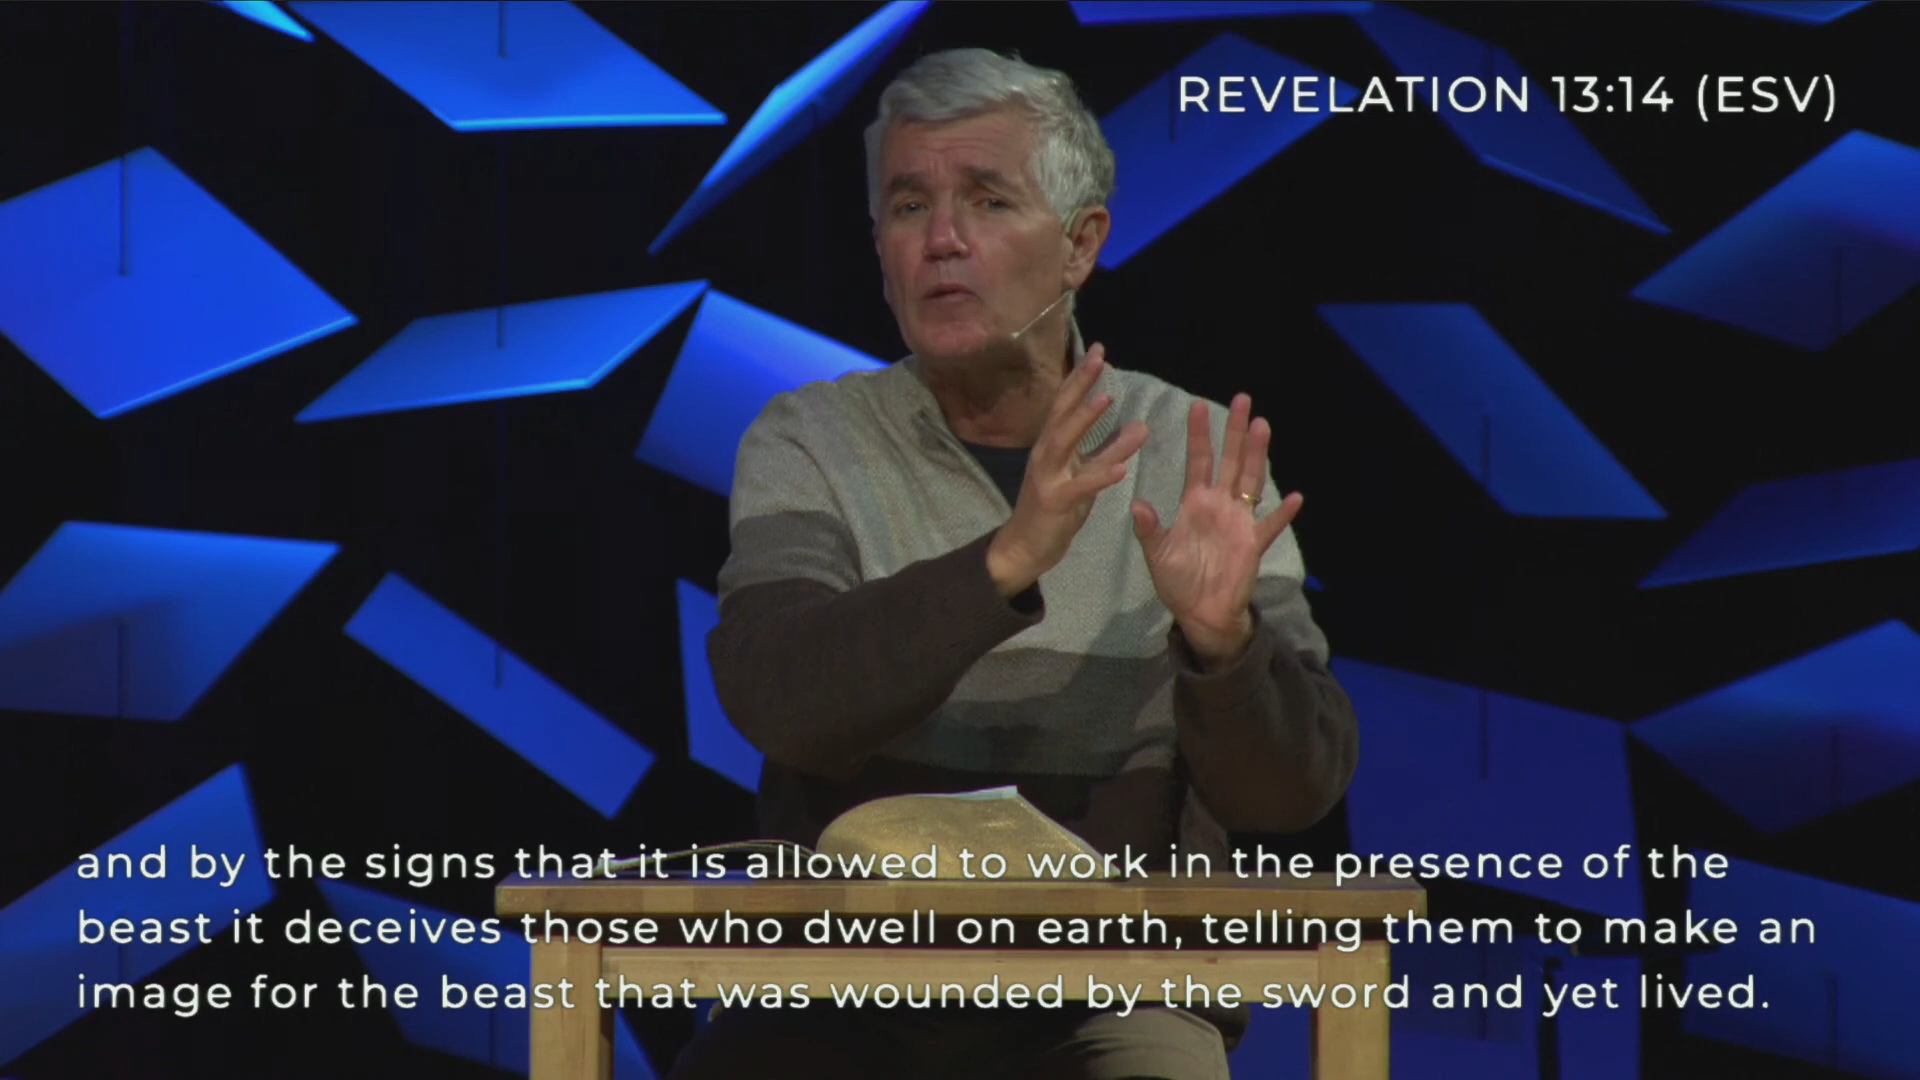 REVELATION 13:14 (ESV)
and by the signs that it is allowed to work in the presence of the
beast it deceives those who dwell on earth, telling them to make an
image for the beast that was wounded by the sword and yet lived.